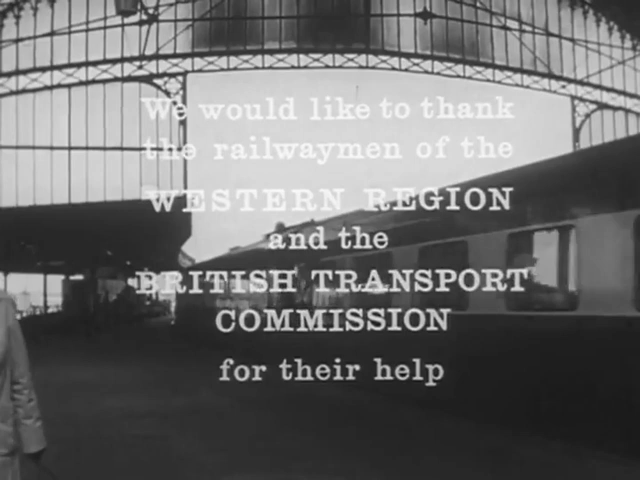 We would like to thank
the railwaymen of the
WESTERN REGION
and the
BRITISH TRANSPORT
COMMISSION
for their help